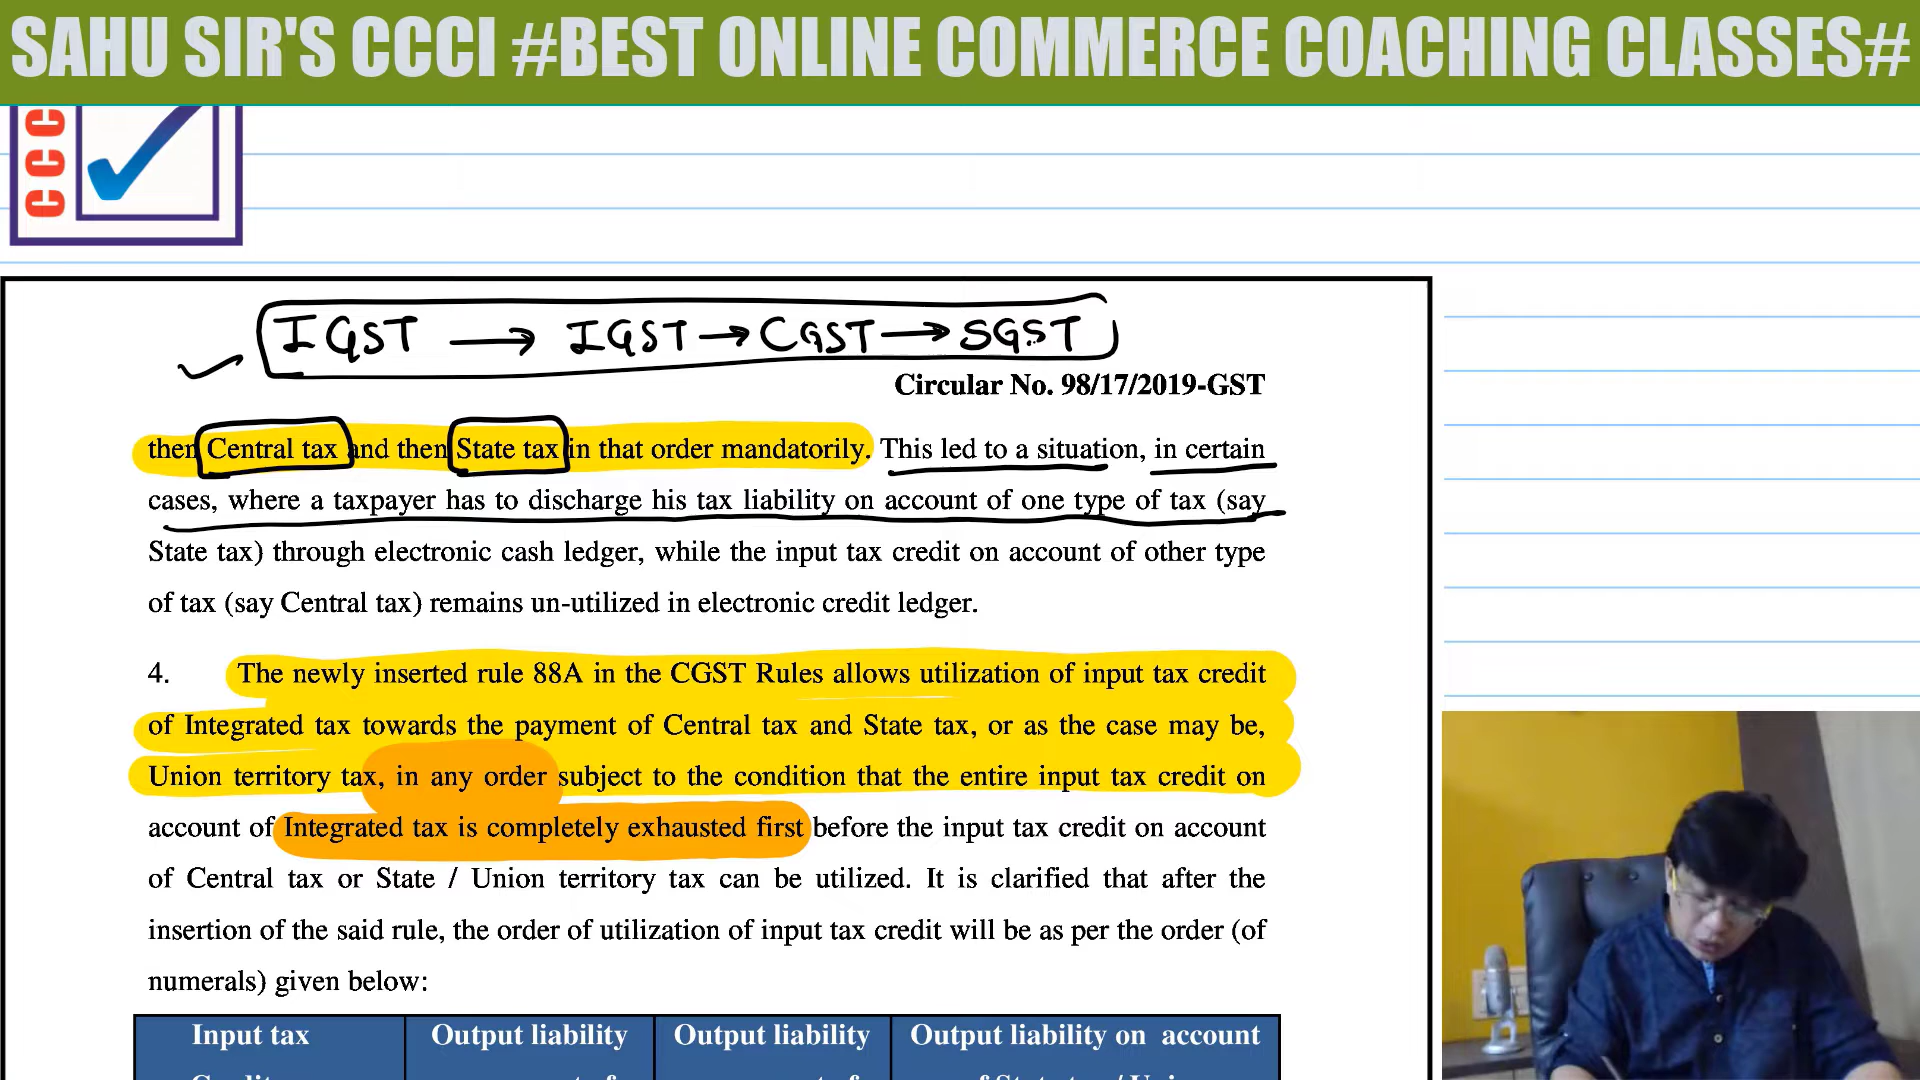 SAHU SIR'S CCCI #BEST ONLINE COMMERCE COACHING CLASSES#
CCC
IGST → IGST → CGST → SGST
Circular No. 98/17/2019-GST
then Central tax and then State tax in that order mandatorily. This led to a situation, in certain
cases, where a taxpayer has to discharge his tax liability on account of one type of tax (say
State tax) through electronic cash ledger, while the input tax credit on account of other type
of tax (say Central tax) remains un-utilized in electronic credit ledger.
4. The newly inserted rule 88A in the CGST Rules allows utilization of input tax credit
of Integrated tax towards the payment of Central tax and State tax, or as the case may be,
Union territory tax, in any order subject to the condition that the entire input tax credit on
account of Integrated tax is completely exhausted first before the input tax credit on account
of Central tax or State / Union territory tax can be utilized. It is clarified that after the
insertion of the said rule, the order of utilization of input tax credit will be as per the order (of
numerals) given below:
Input tax Output liability Output liability Output liability on account